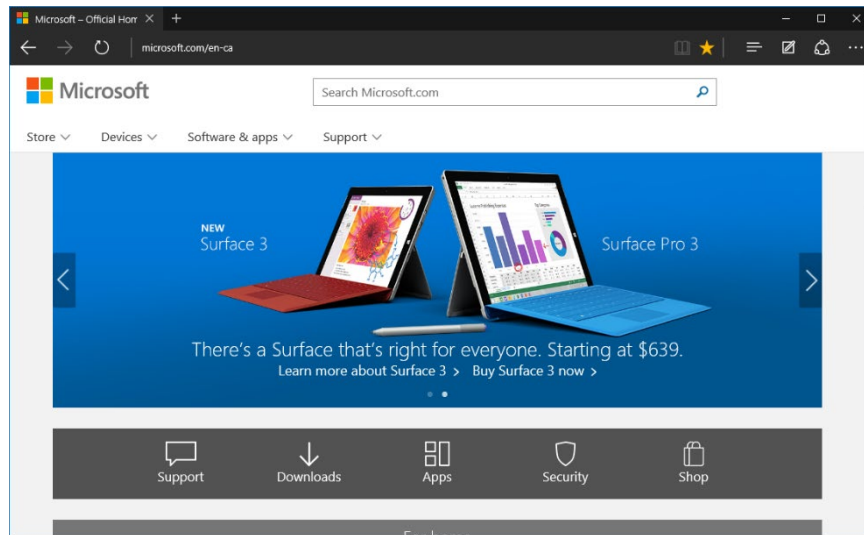 Microsoft – Official Hom
microsoft.com/en-ca
Microsoft
Search Microsoft.com
Store Devices Software & apps Support
NEW
Surface 3
Surface Pro 3
There's a Surface that's right for everyone. Starting at $639.
Learn more about Surface 3 > Buy Surface 3 now >
Support Downloads Apps Security Shop